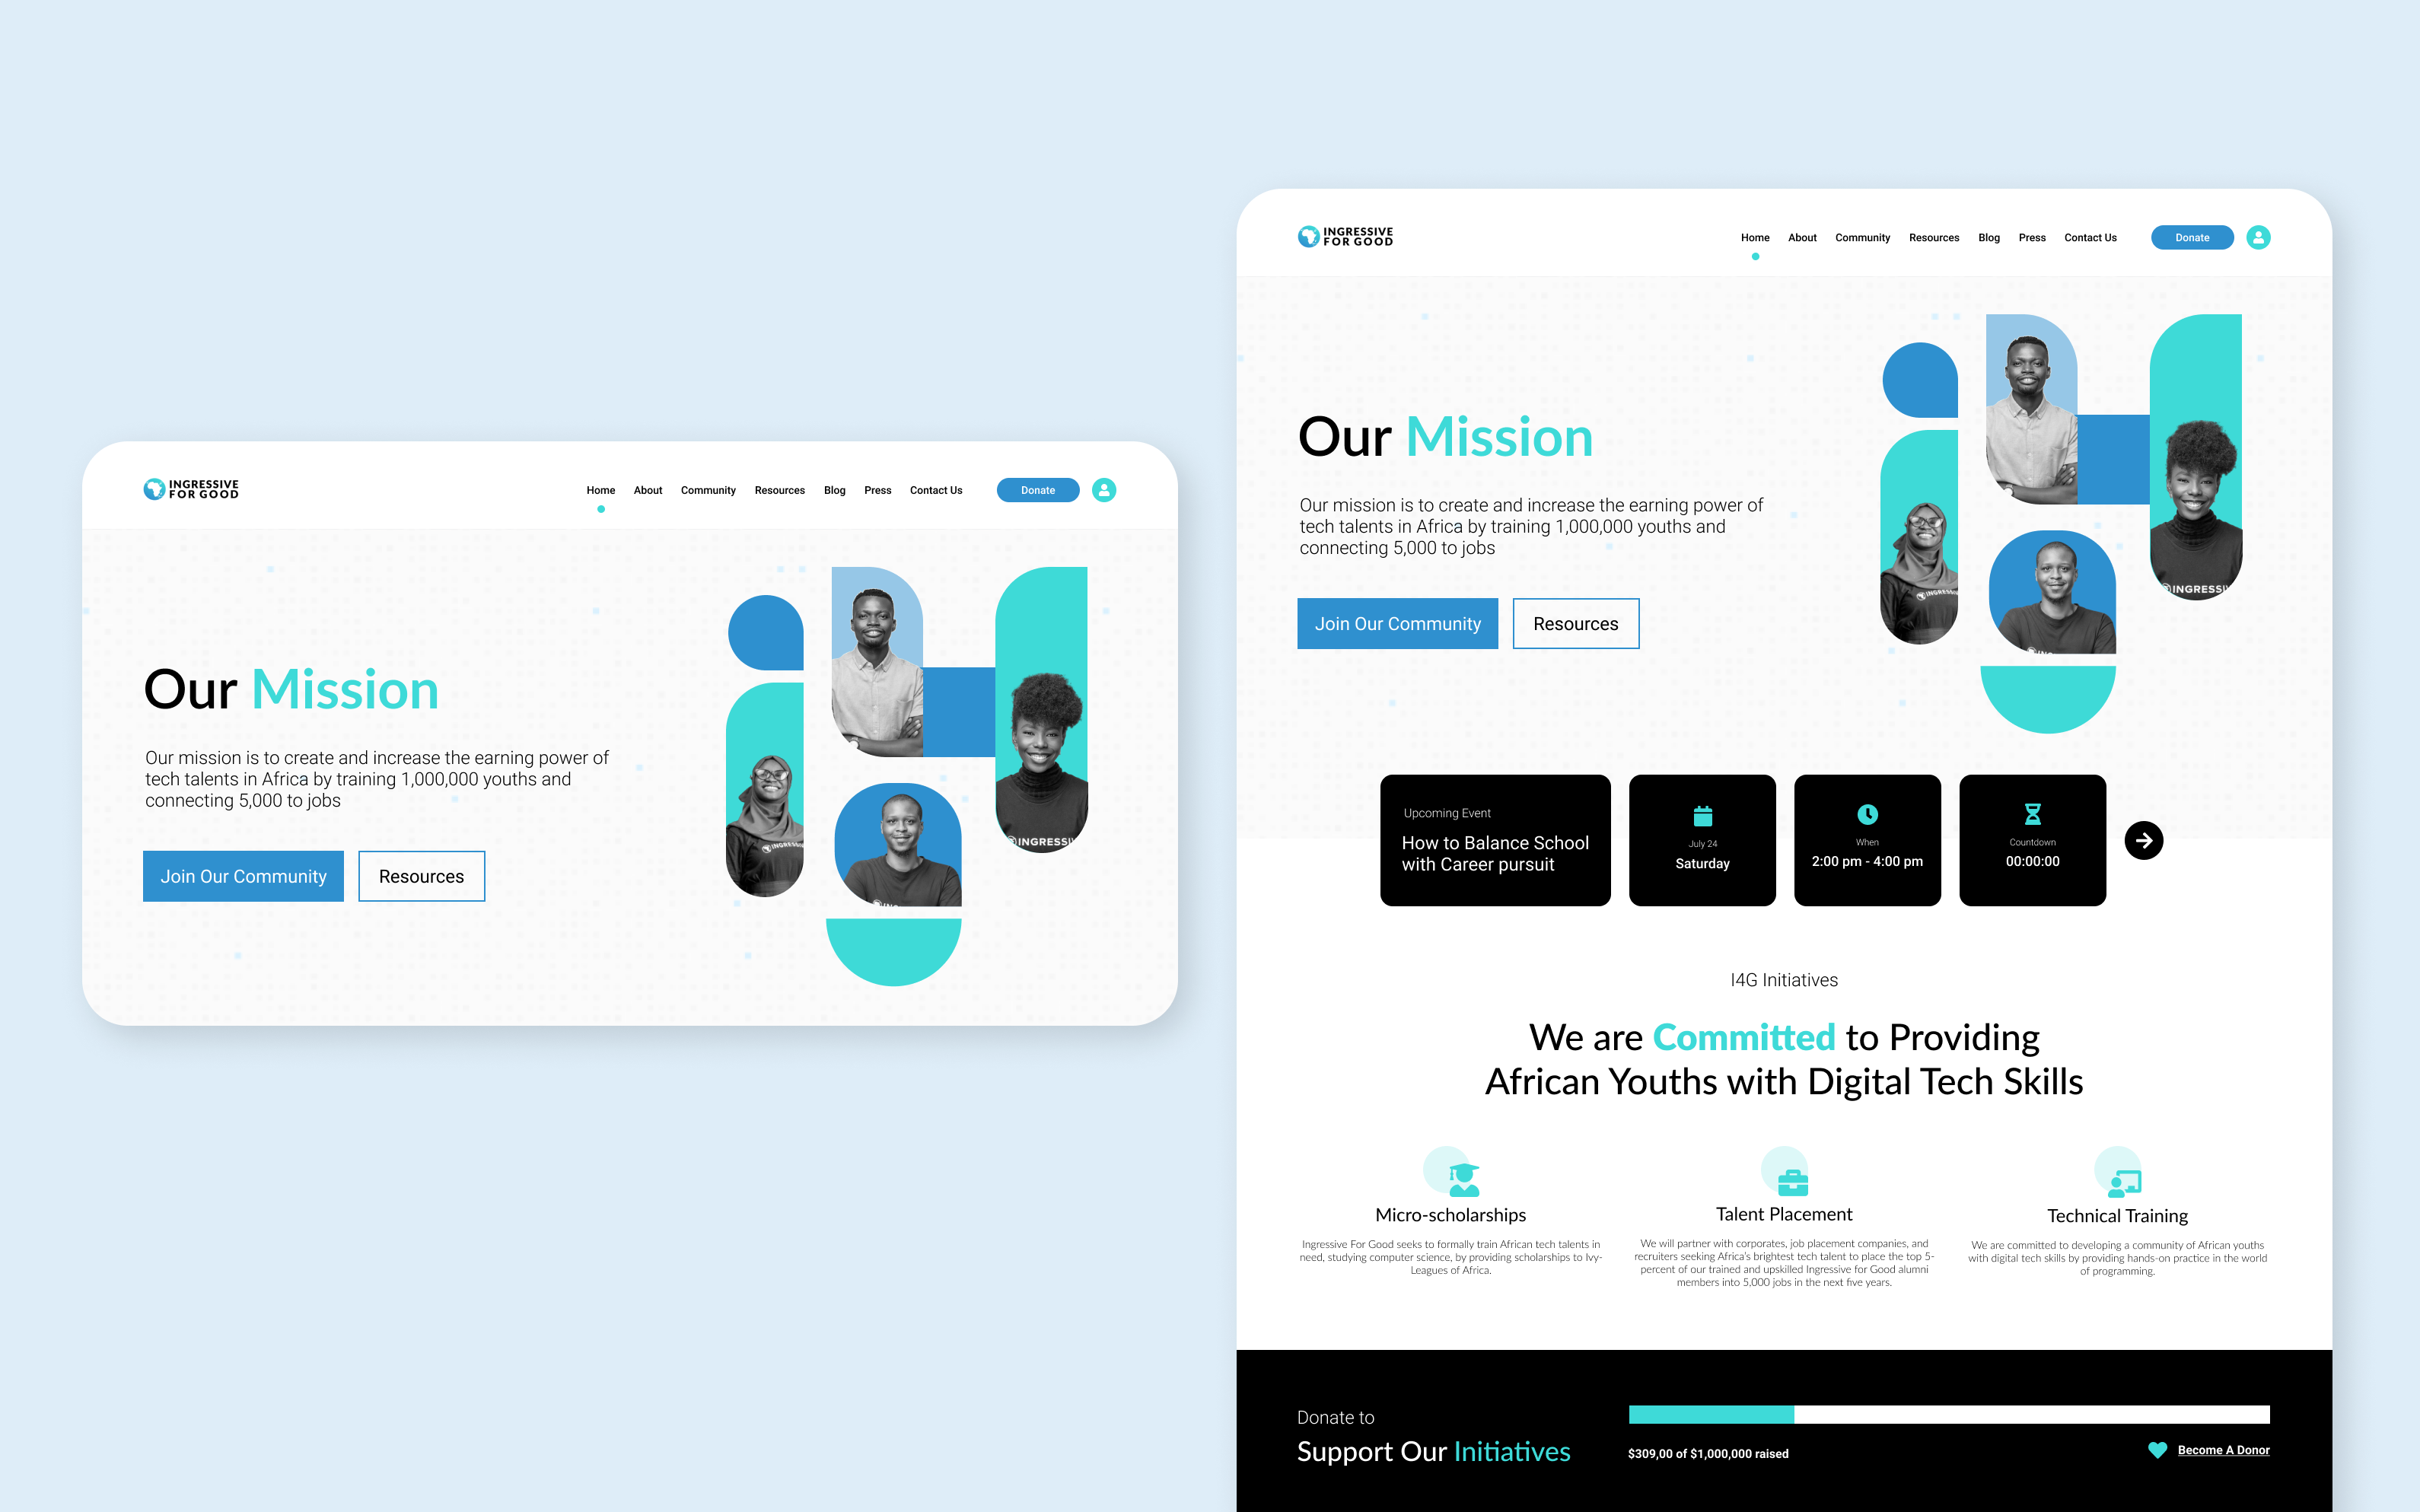 INGRESSIVE
FOR GOOD
Home About Community Resources Blog Press Contact Us Donate
Our Mission
Our mission is to create and increase the earning power of
tech talents in Africa by training 1,000,000 youths and
connecting 5,000 to jobs
Join Our Community Resources
INGRESSIVE
FOR GOOD
Home About Community Resources Blog Press Contact Us Donate
Our Mission
Our mission is to create and increase the earning power of
tech talents in Africa by training 1,000,000 youths and
connecting 5,000 to jobs
Join Our Community Resources
Upcoming Event
How to Balance School
with Career pursuit
July 24
Saturday
When
2:00 pm - 4:00 pm
Countdown
00:00:00
I4G Initiatives
We are Committed to Providing
African Youths with Digital Tech Skills
Micro-scholarships
Ingressive For Good seeks to formally train African tech talents in
need, studying computer science, by providing scholarships to Ivy-
Leagues of Africa.
Talent Placement
We will partner with corporates, job placement companies, and
recruiters seeking Africa's brightest tech talent to place the top 5-
percent of our trained and upskilled Ingressive for Good alumni
members into 5,000 jobs in the next five years.
Technical Training
We are committed to developing a community of African youths
with digital tech skills by providing hands-on practice in the world
of programming.
Donate to
Support Our Initiatives
$309,00 of $1,000,000 raised
Become A Donor